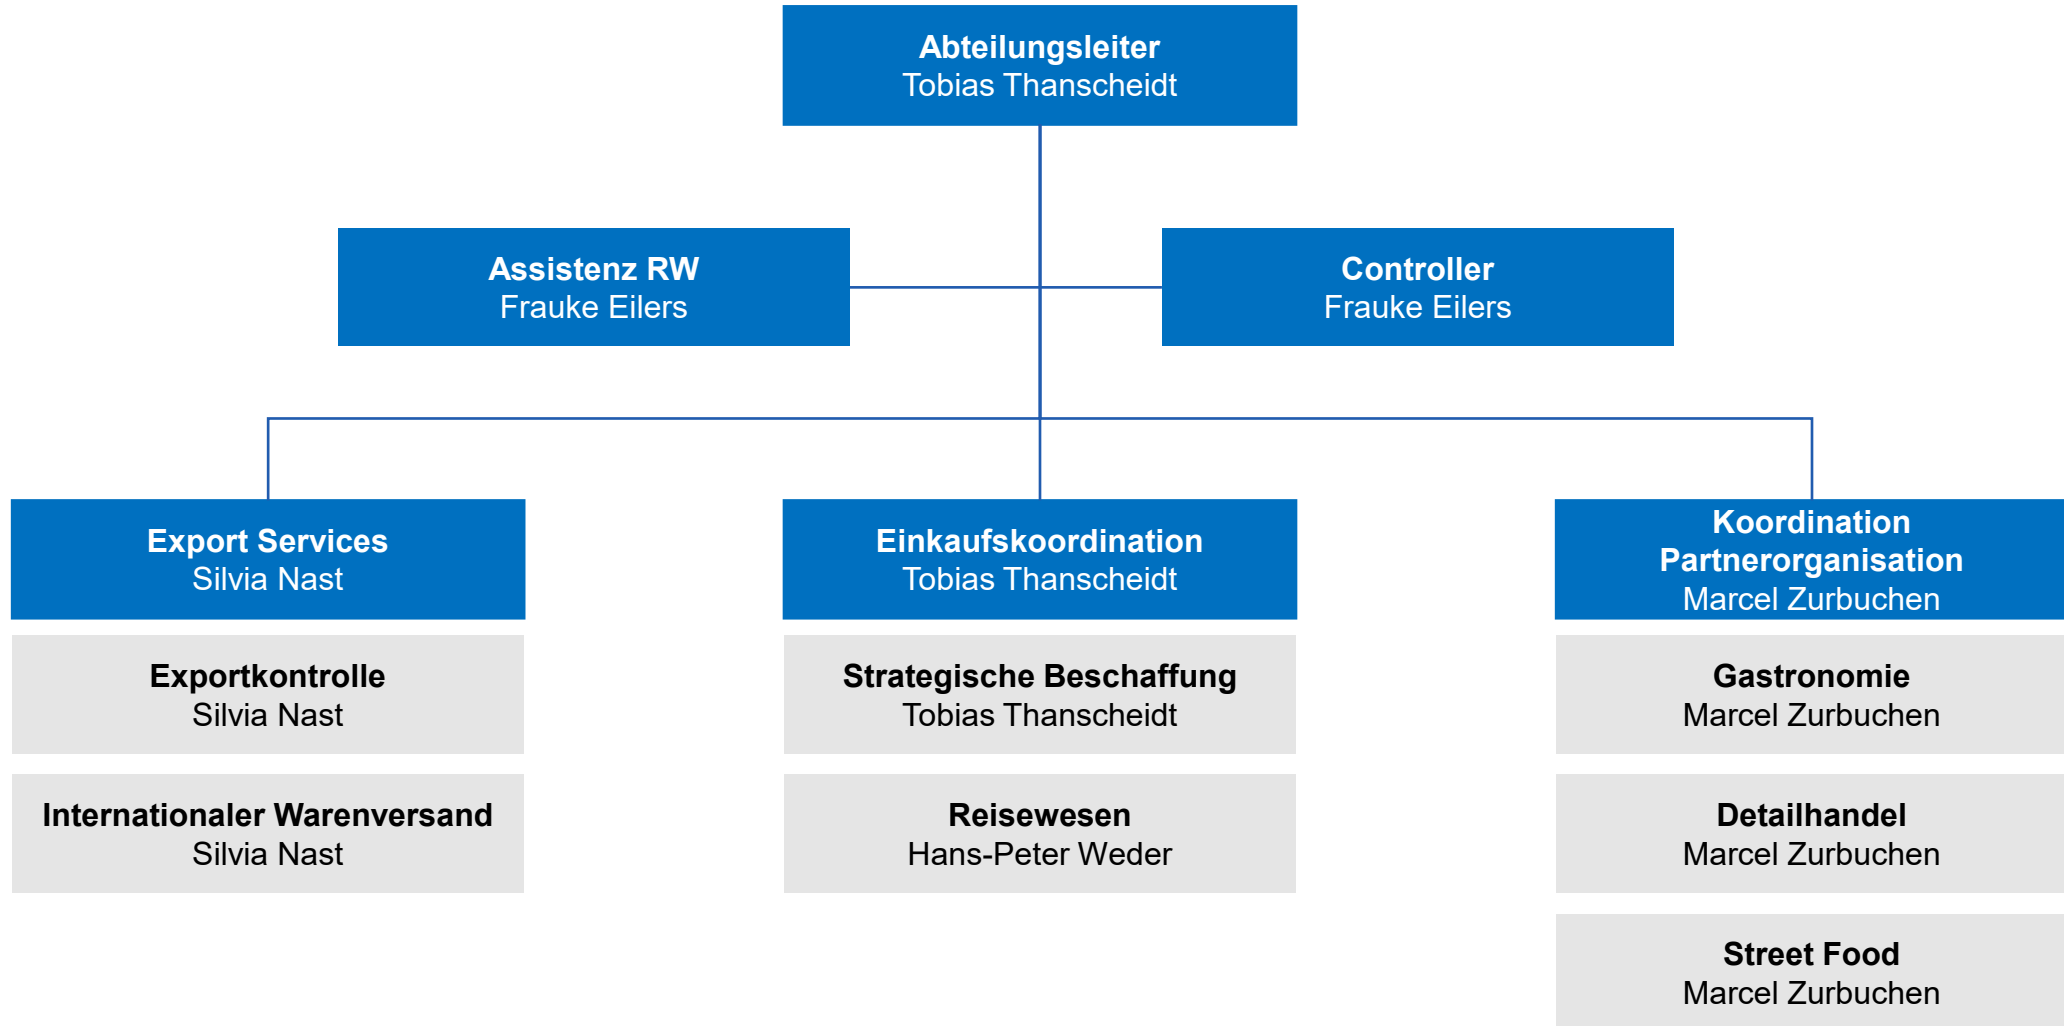 Abteilungsleiter
Tobias Thanscheidt
Assistenz RW
Frauke Eilers
Controller
Frauke Eilers
Export Services
Silvia Nast
Exportkontrolle
Silvia Nast
Internationaler Warenversand
Silvia Nast
Einkaufskoordination
Tobias Thanscheidt
Strategische Beschaffung
Tobias Thanscheidt
Reisewesen
Hans-Peter Weder
Koordination
Partnerorganisation
Marcel Zurbuchen
Gastronomie
Marcel Zurbuchen
Detailhandel
Marcel Zurbuchen
Street Food
Marcel Zurbuchen